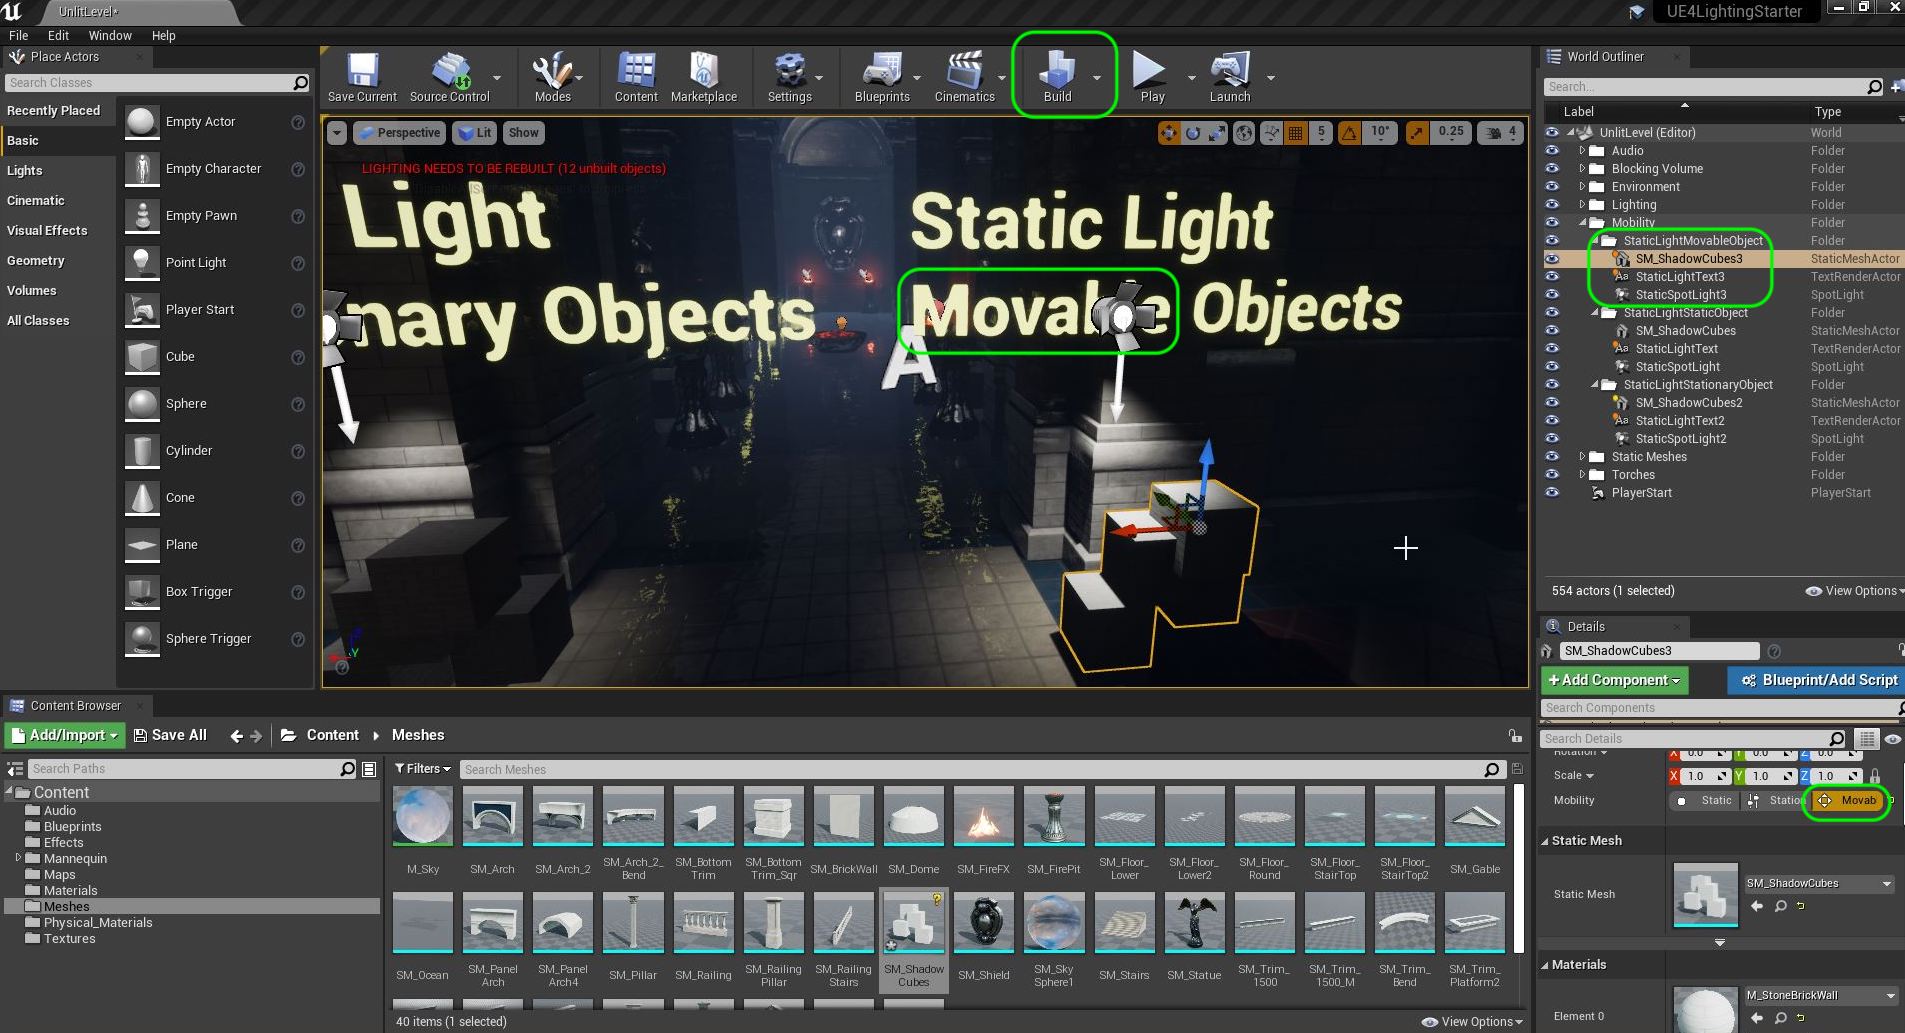 UnlitLevel*
UE4LightingStarter
File Edit Window Help
Place Actors
Search Classes
Recently Placed
Basic
Lights
Cinematic
Visual Effects
Geometry
Volumes
All Classes
Empty Actor
Empty Character
Empty Pawn
Point Light
Player Start
Cube
Sphere
Cylinder
Cone
Plane
Box Trigger
Sphere Trigger
Save Current Source Control Modes Content Marketplace Settings Blueprints Cinematics Build Play Launch
Perspective Lit Show
5 10° 0.25 4
LIGHTING NEEDS TO BE REBUILT (12 unbuilt objects)
Light
nary Objects
Static Light
Movable Objects
A
World Outliner
Search...
Label Type
UnlitLevel (Editor) World
Audio Folder
Blocking Volume Folder
Environment Folder
Lighting Folder
Mobility Folder
StaticLightMovableObject Folder
SM_ShadowCubes3 StaticMeshActor
StaticLightText3 TextRenderActor
StaticSpotLight3 SpotLight
StaticLightStaticObject Folder
SM_ShadowCubes StaticMeshActor
StaticLightText TextRenderActor
StaticSpotLight SpotLight
StaticLightStationaryObject Folder
SM_ShadowCubes2 StaticMeshActor
StaticLightText2 TextRenderActor
StaticSpotLight2 SpotLight
Static Meshes Folder
Torches Folder
PlayerStart PlayerStart
554 actors (1 selected) View Options
Details
SM_ShadowCubes3
Add Component Blueprint/Add Script
Search Components
Search Details
Rotation X 0.0 Y 0.0 Z 0.0
Scale X 1.0 Y 1.0 Z 1.0
Mobility Static Station Movab
Static Mesh
Static Mesh SM_ShadowCubes
Materials
Element 0 M_StoneBrickWall
Content Browser
Add/Import Save All Content Meshes
Search Paths
Content
Audio
Blueprints
Effects
Mannequin
Maps
Materials
Meshes
Physical_Materials
Textures
Filters Search Meshes
M_Sky SM_Arch SM_Arch_2 SM_Arch_2_Bend SM_Bottom Trim SM_Bottom Trim_Sqr SM_BrickWall SM_Dome SM_FireFX SM_FirePit SM_Floor_Lower SM_Floor_Lower2 SM_Floor_Round SM_Floor_StairTop SM_Floor_StairTop2 SM_Gable
SM_Ocean SM_Panel Arch SM_Panel Arch4 SM_Pillar SM_Railing SM_Railing Pillar SM_Railing Stairs SM_Shadow Cubes SM_Shield SM_Sky Sphere1 SM_Stairs SM_Statue SM_Trim_1500 SM_Trim_1500_M SM_Trim_Bend SM_Trim_Platform2
40 items (1 selected) View Options